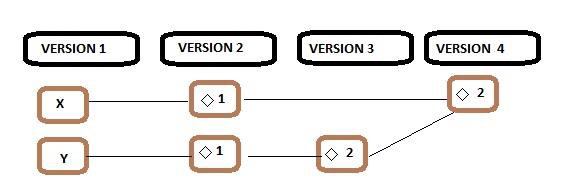 VERSION 1 VERSION 2 VERSION 3 VERSION 4
X ◇ 1 ◇ 2
Y ◇ 1 ◇ 2